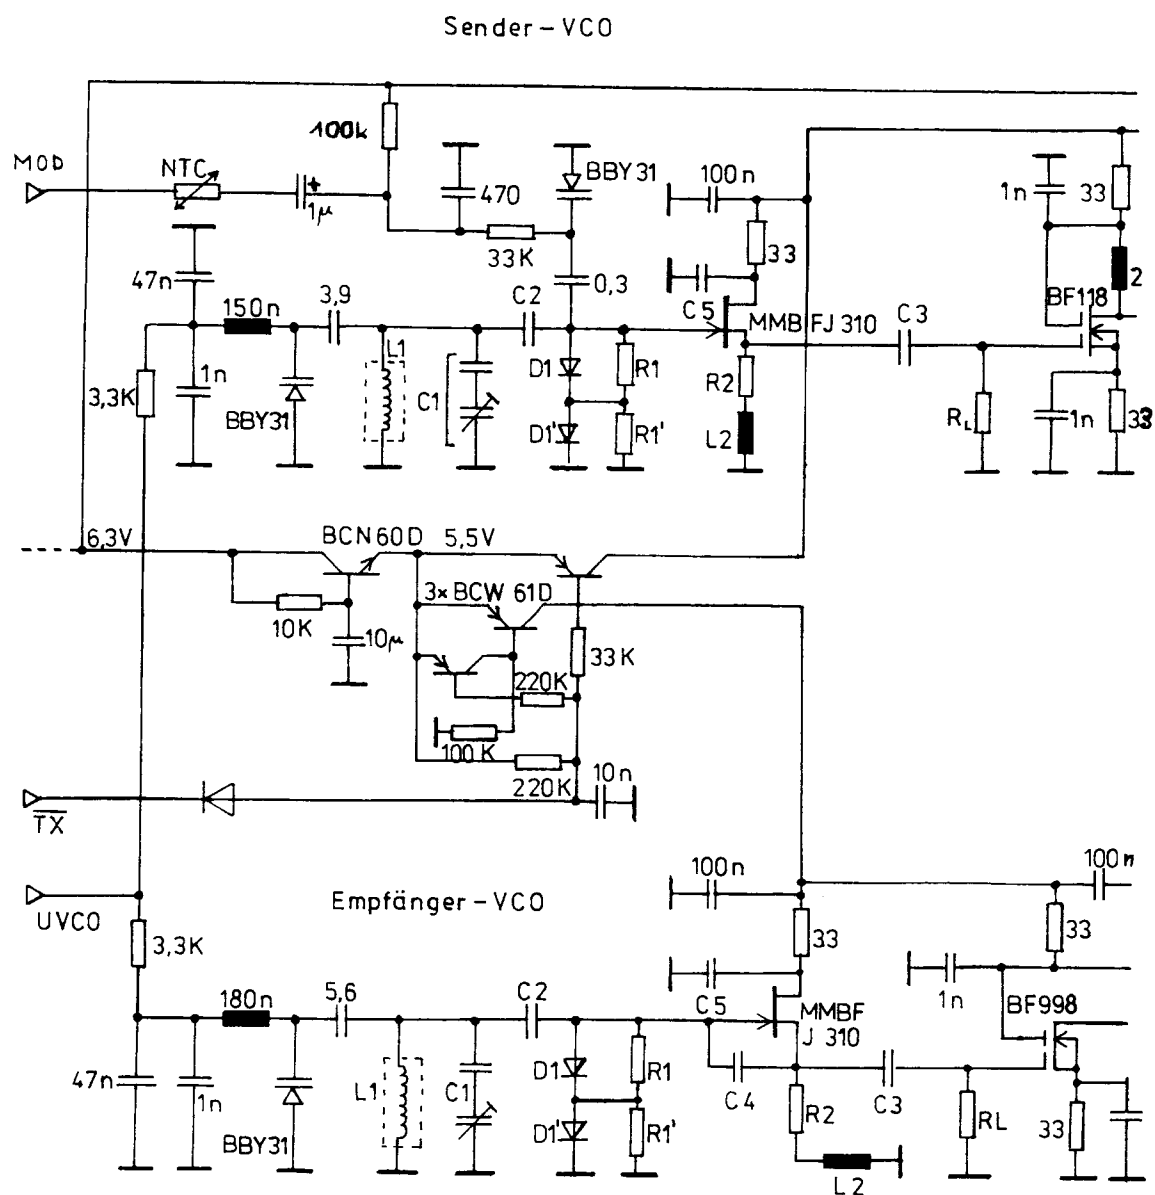 Sender-VCO
100k
MOD
NTC
1µ
470
BBY31
100n
1n
33
33K
33
47n
0,3
2
150n
3,9
C2
C5
BF118
MMBFJ310
C3
L1
3,3K
1n
D1
R1
R2
BBY31
C1
D1'
R1'
L2
RL
1n
33
6,3V
BCN60D
5,5V
3x BCW 61D
10K
10µ
33K
220K
100K
220K
10n
TX
100n
100n
UVCO
Empfänger-VCO
3,3K
33
33
180n
5,6
C2
C5
1n
BF998
MMBF
J 310
47n
1n
L1
C1
D1
R1
C4
C3
R2
RL
33
BBY31
D1'
R1'
L2